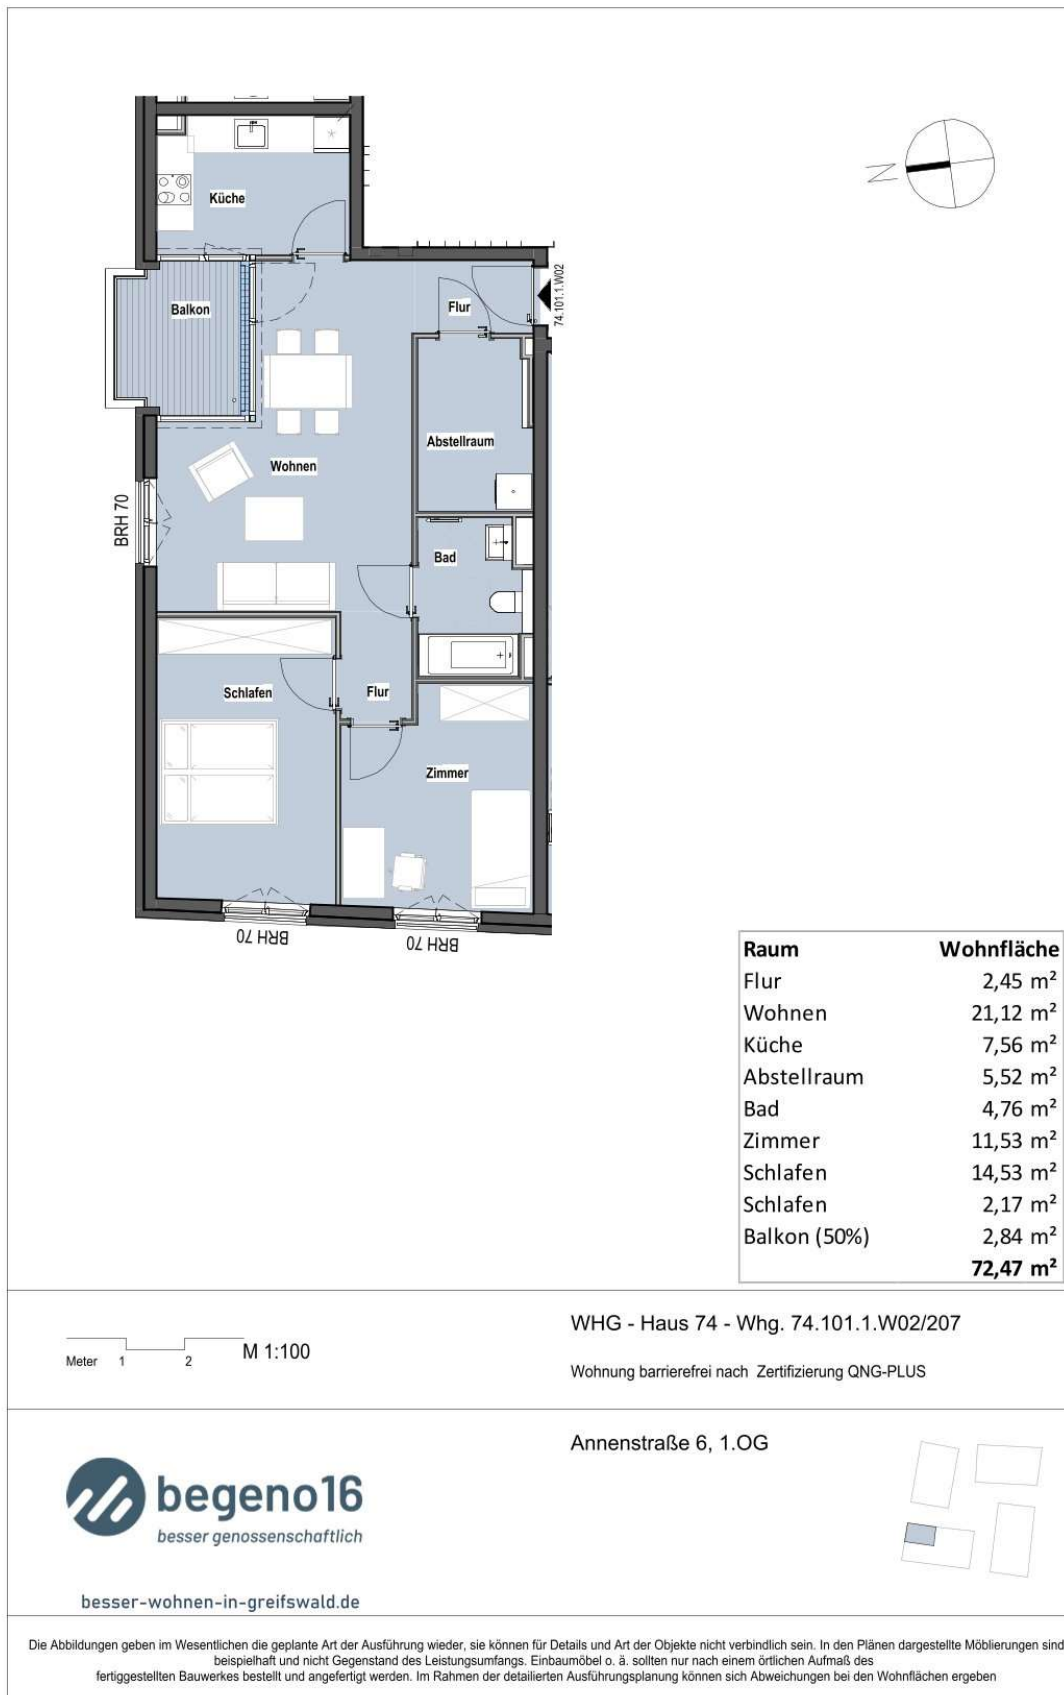 N
Küche
Balkon
Flur
74.101.1.W02
Abstellraum
Wohnen
BRH 70
Bad
Schlafen
Flur
Zimmer
BRH 70
BRH 70
Raum Wohnfläche
Flur 2,45 m²
Wohnen 21,12 m²
Küche 7,56 m²
Abstellraum 5,52 m²
Bad 4,76 m²
Zimmer 11,53 m²
Schlafen 14,53 m²
Schlafen 2,17 m²
Balkon (50%) 2,84 m²
72,47 m²
Meter 1 2 M 1:100
WHG - Haus 74 - Whg. 74.101.1.W02/207
Wohnung barrierefrei nach Zertifizierung QNG-PLUS
Annenstraße 6, 1.OG
begeno16
besser genossenschaftlich
besser-wohnen-in-greifswald.de
Die Abbildungen geben im Wesentlichen die geplante Art der Ausführung wieder, sie können für Details und Art der Objekte nicht verbindlich sein. In den Plänen dargestellte Möblierungen sind
beispielhaft und nicht Gegenstand des Leistungsumfangs. Einbaumöbel o. ä. sollten nur nach einem örtlichen Aufmaß des
fertiggestellten Bauwerkes bestellt und angefertigt werden. Im Rahmen der detailierten Ausführungsplanung können sich Abweichungen bei den Wohnflächen ergeben